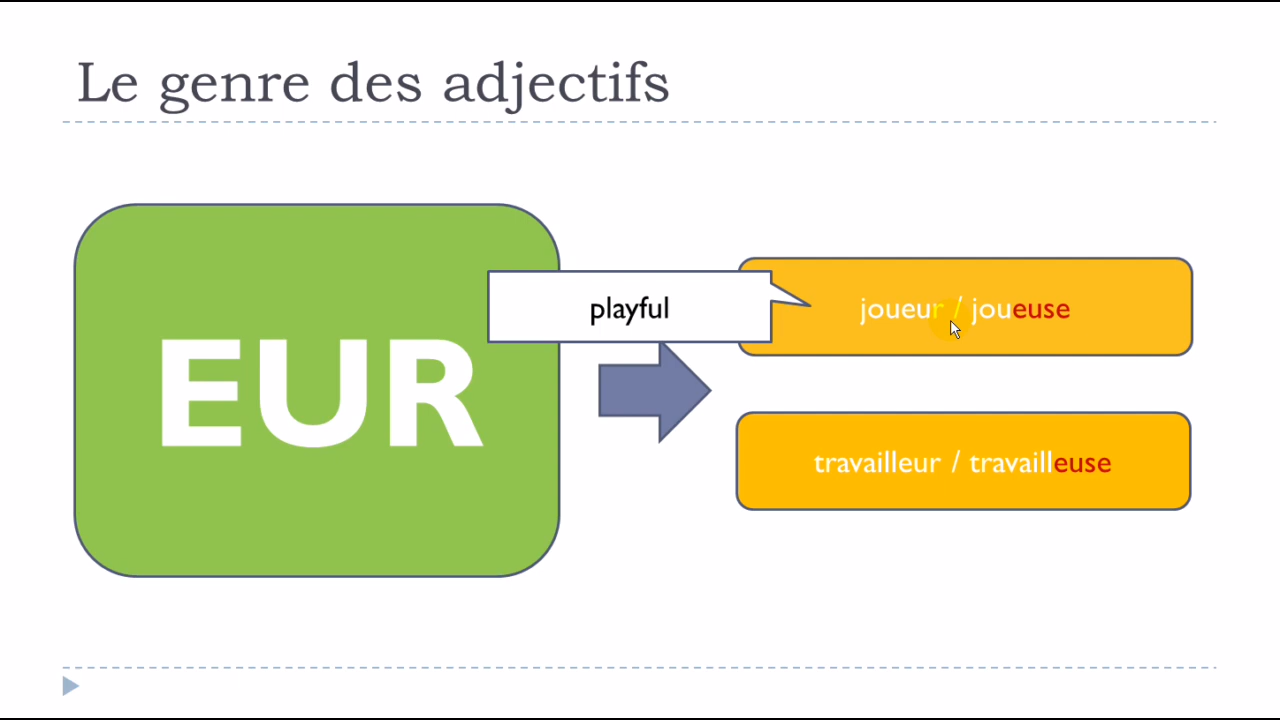 Le genre des adjectifs
EUR
playful
joueur / joueuse
travailleur / travailleuse